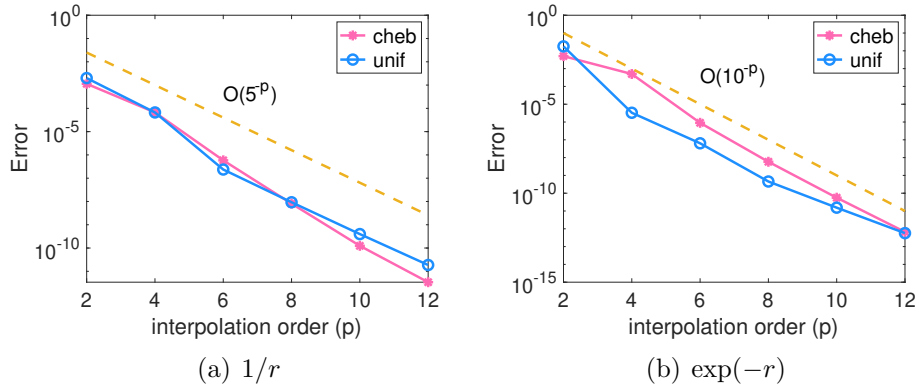 10^0
cheb
unif
O(5^-p)
10^-5
Error
10^-10
2 4 6 8 10 12
interpolation order (p)
(a) 1/r
10^0
cheb
unif
O(10^-p)
10^-5
Error
10^-10
10^-15
2 4 6 8 10 12
interpolation order (p)
(b) exp(−r)